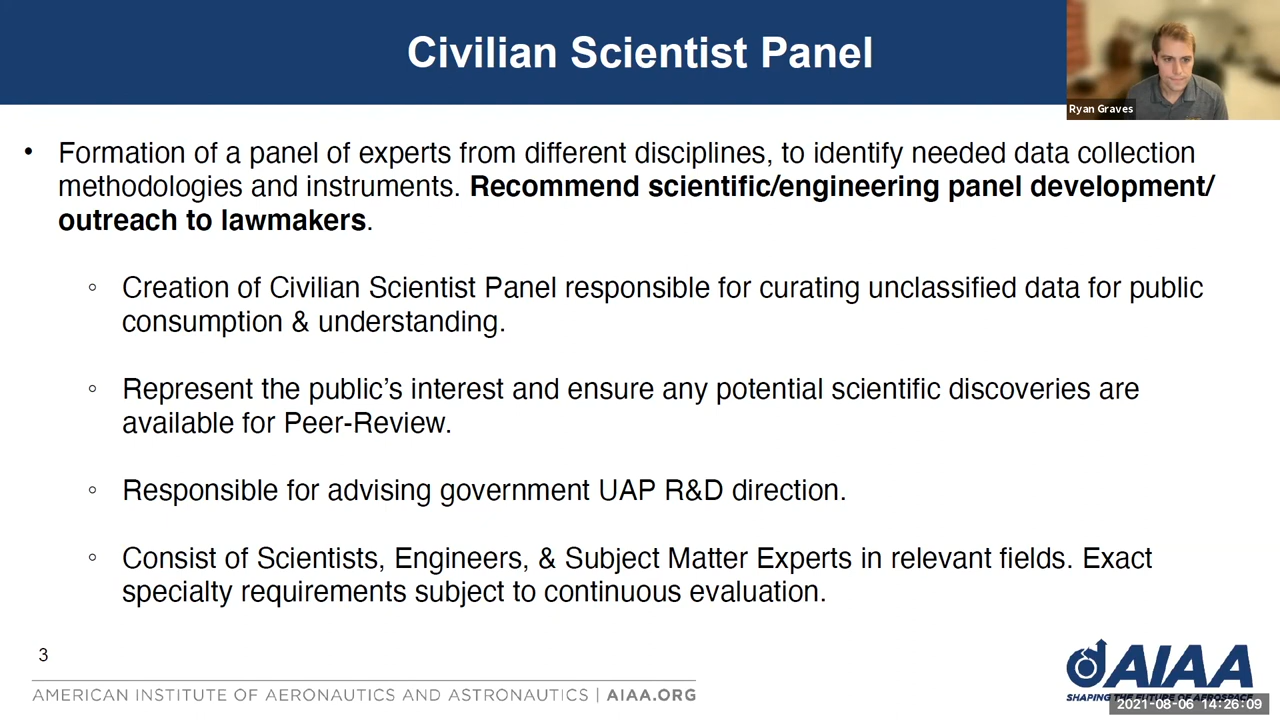 Civilian Scientist Panel
Ryan Graves
• Formation of a panel of experts from different disciplines, to identify needed data collection
methodologies and instruments. Recommend scientific/engineering panel development/
outreach to lawmakers.
◦ Creation of Civilian Scientist Panel responsible for curating unclassified data for public
consumption & understanding.
◦ Represent the public’s interest and ensure any potential scientific discoveries are
available for Peer-Review.
◦ Responsible for advising government UAP R&D direction.
◦ Consist of Scientists, Engineers, & Subject Matter Experts in relevant fields. Exact
specialty requirements subject to continuous evaluation.
3
AMERICAN INSTITUTE OF AERONAUTICS AND ASTRONAUTICS | AIAA.ORG
AIAA
SHAPING THE FUTURE OF AEROSPACE
2021-08-06 14:26:09